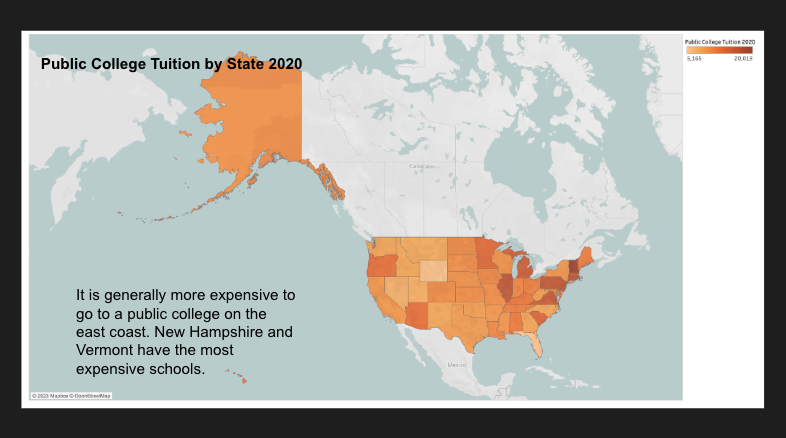 Public College Tuition by State 2020
Public College Tuition 2020
5,165 20,013
Canada
It is generally more expensive to
go to a public college on the
east coast. New Hampshire and
Vermont have the most
expensive schools.
Mexico
© 2023 Mapbox © OpenStreetMap